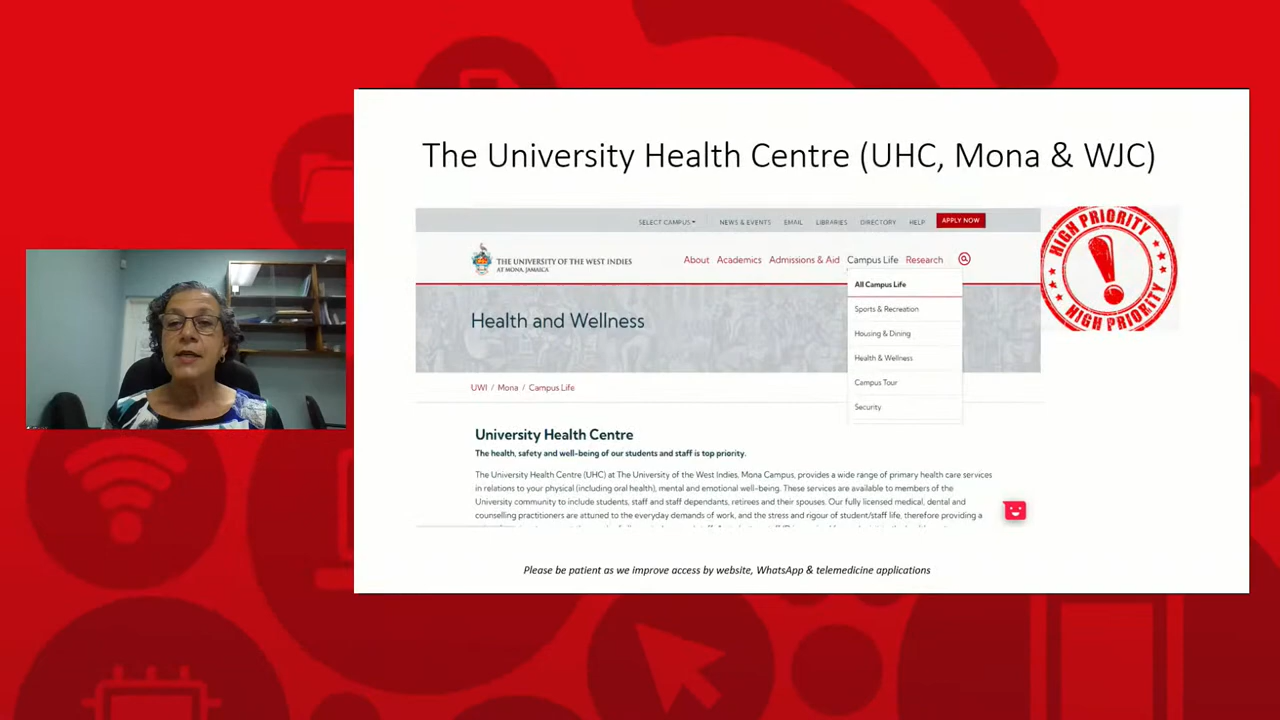 The University Health Centre (UHC, Mona & WJC)
SELECT CAMPUS NEWS & EVENTS EMAIL LIBRARIES DIRECTORY HELP APPLY NOW
THE UNIVERSITY OF THE WEST INDIES
AT MONA, JAMAICA
About Academics Admissions & Aid Campus Life Research
HIGH PRIORITY
HIGH PRIORITY
All Campus Life
Sports & Recreation
Housing & Dining
Health & Wellness
Campus Tour
Security
Health and Wellness
UWI / Mona / Campus Life
University Health Centre
The health, safety and well-being of our students and staff is top priority.
The University Health Centre (UHC) at The University of the West Indies, Mona Campus, provides a wide range of primary health care services
in relations to your physical (including oral health), mental and emotional well-being. These services are available to members of the
University community to include students, staff and staff dependants, retirees and their spouses. Our fully licensed medical, dental and
counselling practitioners are attuned to the everyday demands of work, and the stress and rigour of student/staff life, therefore providing a
Please be patient as we improve access by website, WhatsApp & telemedicine applications